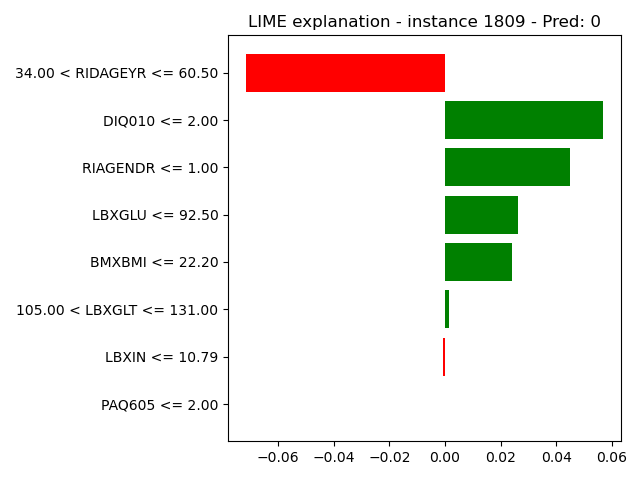 LIME explanation - instance 1809 - Pred: 0
34.00 < RIDAGEYR <= 60.50
DIQ010 <= 2.00
RIAGENDR <= 1.00
LBXGLU <= 92.50
BMXBMI <= 22.20
105.00 < LBXGLT <= 131.00
LBXIN <= 10.79
PAQ605 <= 2.00
−0.06 −0.04 −0.02 0.00 0.02 0.04 0.06